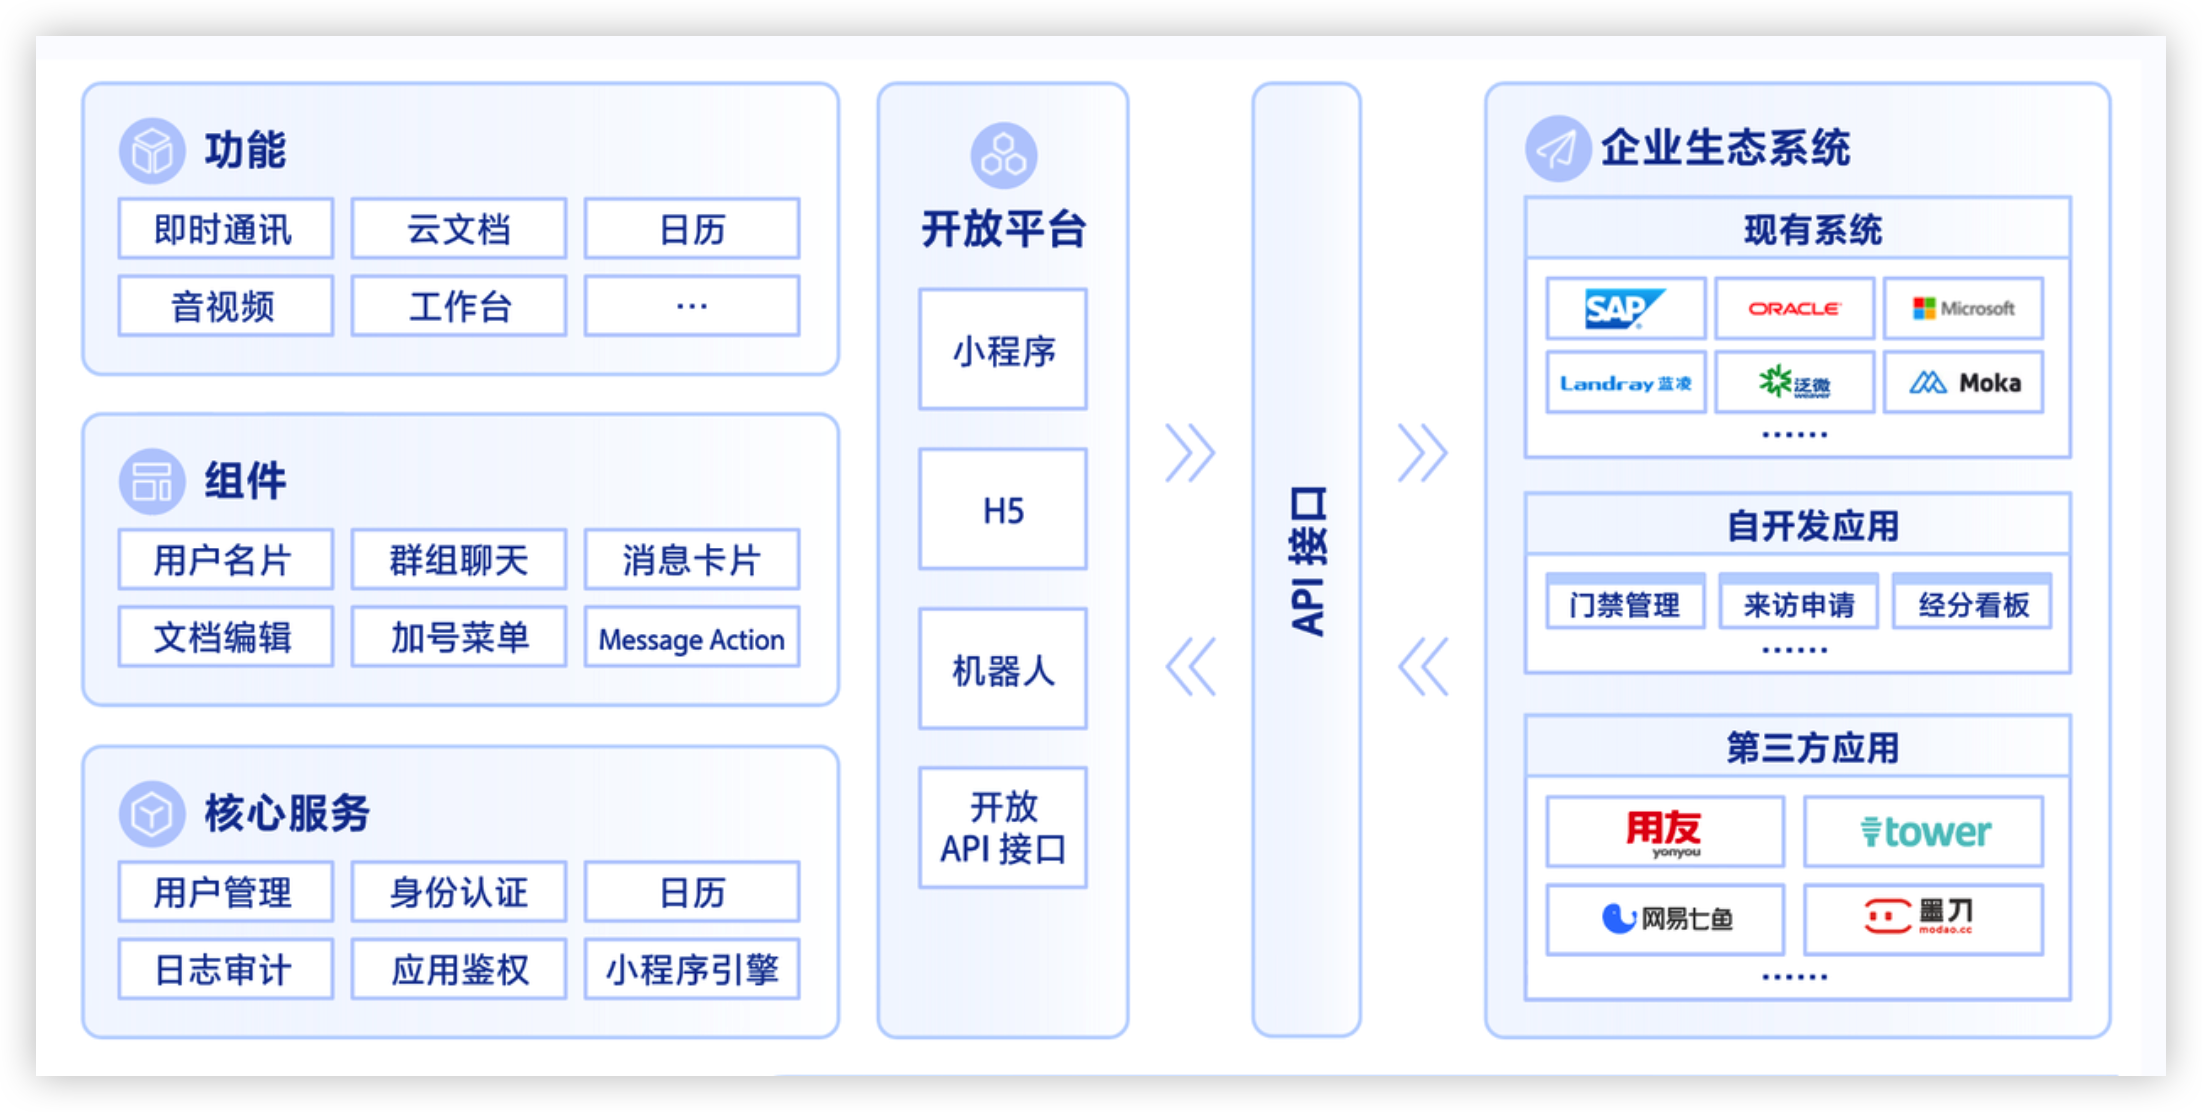 功能
即时通讯
云文档
日历
音视频
工作台
...
组件
用户名片
群组聊天
消息卡片
文档编辑
加号菜单
Message Action
核心服务
用户管理
身份认证
日历
日志审计
应用鉴权
小程序引擎
开放平台
小程序
H5
机器人
开放
API 接口
API 接口
企业生态系统
现有系统
SAP
ORACLE
Microsoft
Landray 蓝凌
泛微
weaver
Moka
......
自开发应用
门禁管理
来访申请
经分看板
......
第三方应用
用友
yonyou
tower
网易七鱼
墨刀
modao.cc
......